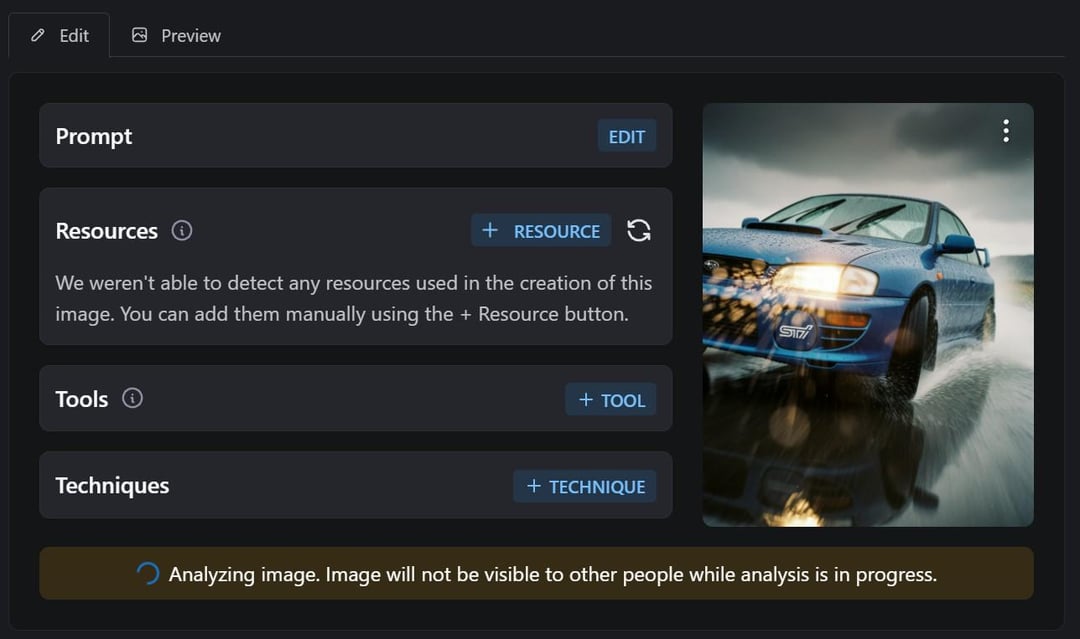 Edit
Preview
Prompt
EDIT
Resources
+ RESOURCE
We weren't able to detect any resources used in the creation of this
image. You can add them manually using the + Resource button.
Tools
+ TOOL
Techniques
+ TECHNIQUE
STI
Analyzing image. Image will not be visible to other people while analysis is in progress.